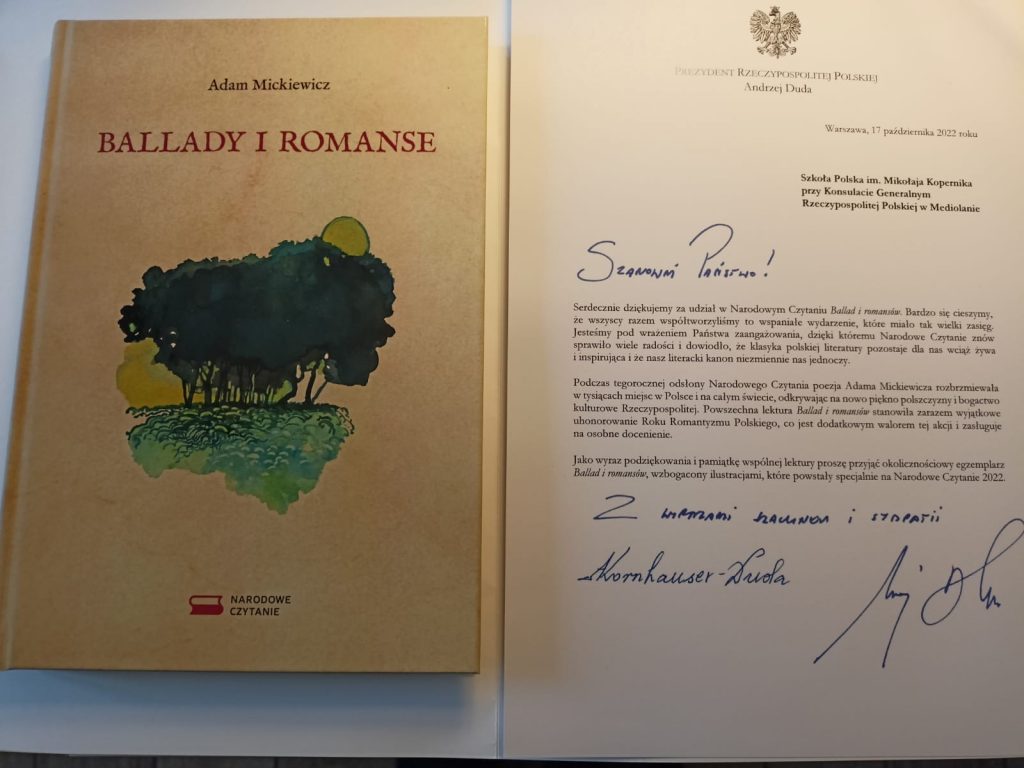 Adam Mickiewicz
BALLADY I ROMANSE
NARODOWE
CZYTANIE
PREZYDENT RZECZYPOSPOLITEJ POLSKIEJ
Andrzej Duda
Warszawa, 17 października 2022 roku
Szkoła Polska im. Mikołaja Kopernika
przy Konsulacie Generalnym
Rzeczypospolitej Polskiej w Mediolanie
Szanowni Państwo!
Serdecznie dziękujemy za udział w Narodowym Czytaniu Ballad i romansów. Bardzo się cieszymy,
że wszyscy razem współtworzyliśmy to wspaniałe wydarzenie, które miało tak wielki zasięg.
Jesteśmy pod wrażeniem Państwa zaangażowania, dzięki któremu Narodowe Czytanie znów
sprawiło wiele radości i dowiodło, że klasyka polskiej literatury pozostaje dla nas wciąż żywa
i inspirująca i że nasz literacki kanon niezmiennie nas jednoczy.
Podczas tegorocznej odsłony Narodowego Czytania poezja Adama Mickiewicza rozbrzmiewała
w tysiącach miejsc w Polsce i na całym świecie, odkrywając na nowo piękno polszczyzny i bogactwo
kulturowe Rzeczypospolitej. Powszechna lektura Ballad i romansów stanowiła zarazem wyjątkowe
uhonorowanie Roku Romantyzmu Polskiego, co jest dodatkowym walorem tej akcji i zasługuje
na osobne docenienie.
Jako wyraz podziękowania i pamiątkę wspólnej lektury proszę przyjąć okolicznościowy egzemplarz
Ballad i romansów, wzbogacony ilustracjami, które powstały specjalnie na Narodowe Czytanie 2022.
Z wyrazami szacunku i sympatii
AKornhauser-Duda